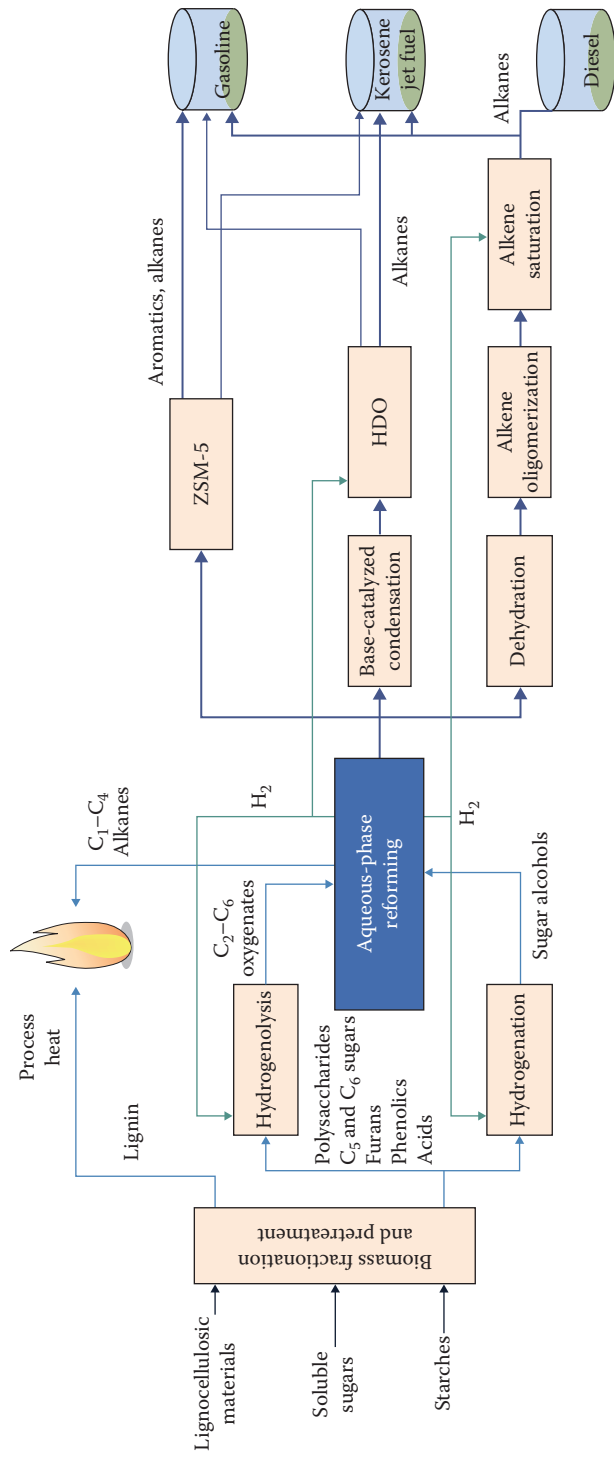 Lignocellulosic
materials
Soluble
sugars
Starches
Biomass fractionation
and pretreatment
Lignin
Process
heat
C₁–C₄
Alkanes
Hydrogenolysis
C₂–C₆
oxygenates
Polysaccharides
C₅ and C₆ sugars
Furans
Phenolics
Acids
Hydrogenation
Sugar alcohols
Aqueous-phase
reforming
H₂
H₂
ZSM-5
Aromatics, alkanes
Base-catalyzed
condensation
HDO
Alkanes
Dehydration
Alkene
oligomerization
Alkene
saturation
Alkanes
Gasoline
Kerosene
jet fuel
Diesel